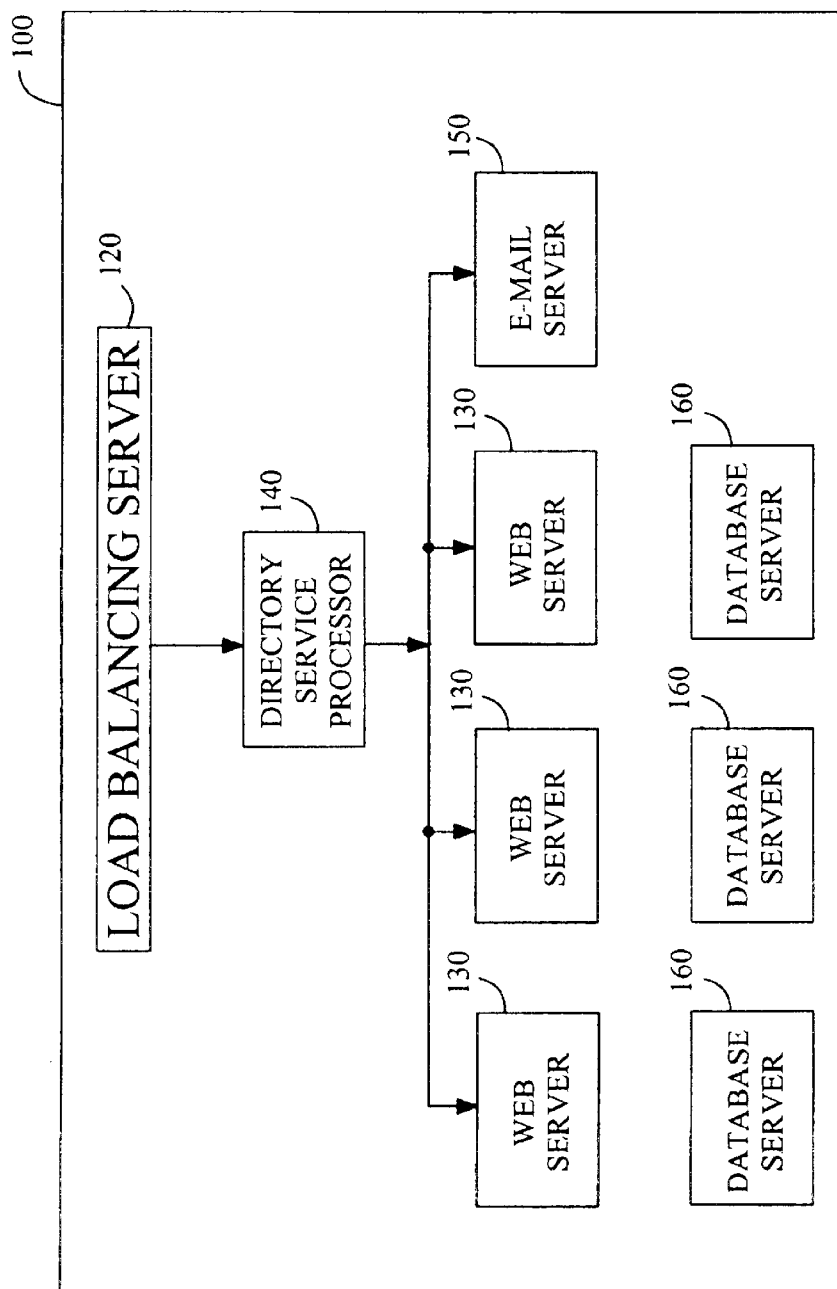 100
LOAD BALANCING SERVER
120
DIRECTORY
SERVICE
PROCESSOR
140
WEB
SERVER
130
WEB
SERVER
130
WEB
SERVER
130
E-MAIL
SERVER
150
DATABASE
SERVER
160
DATABASE
SERVER
160
DATABASE
SERVER
160